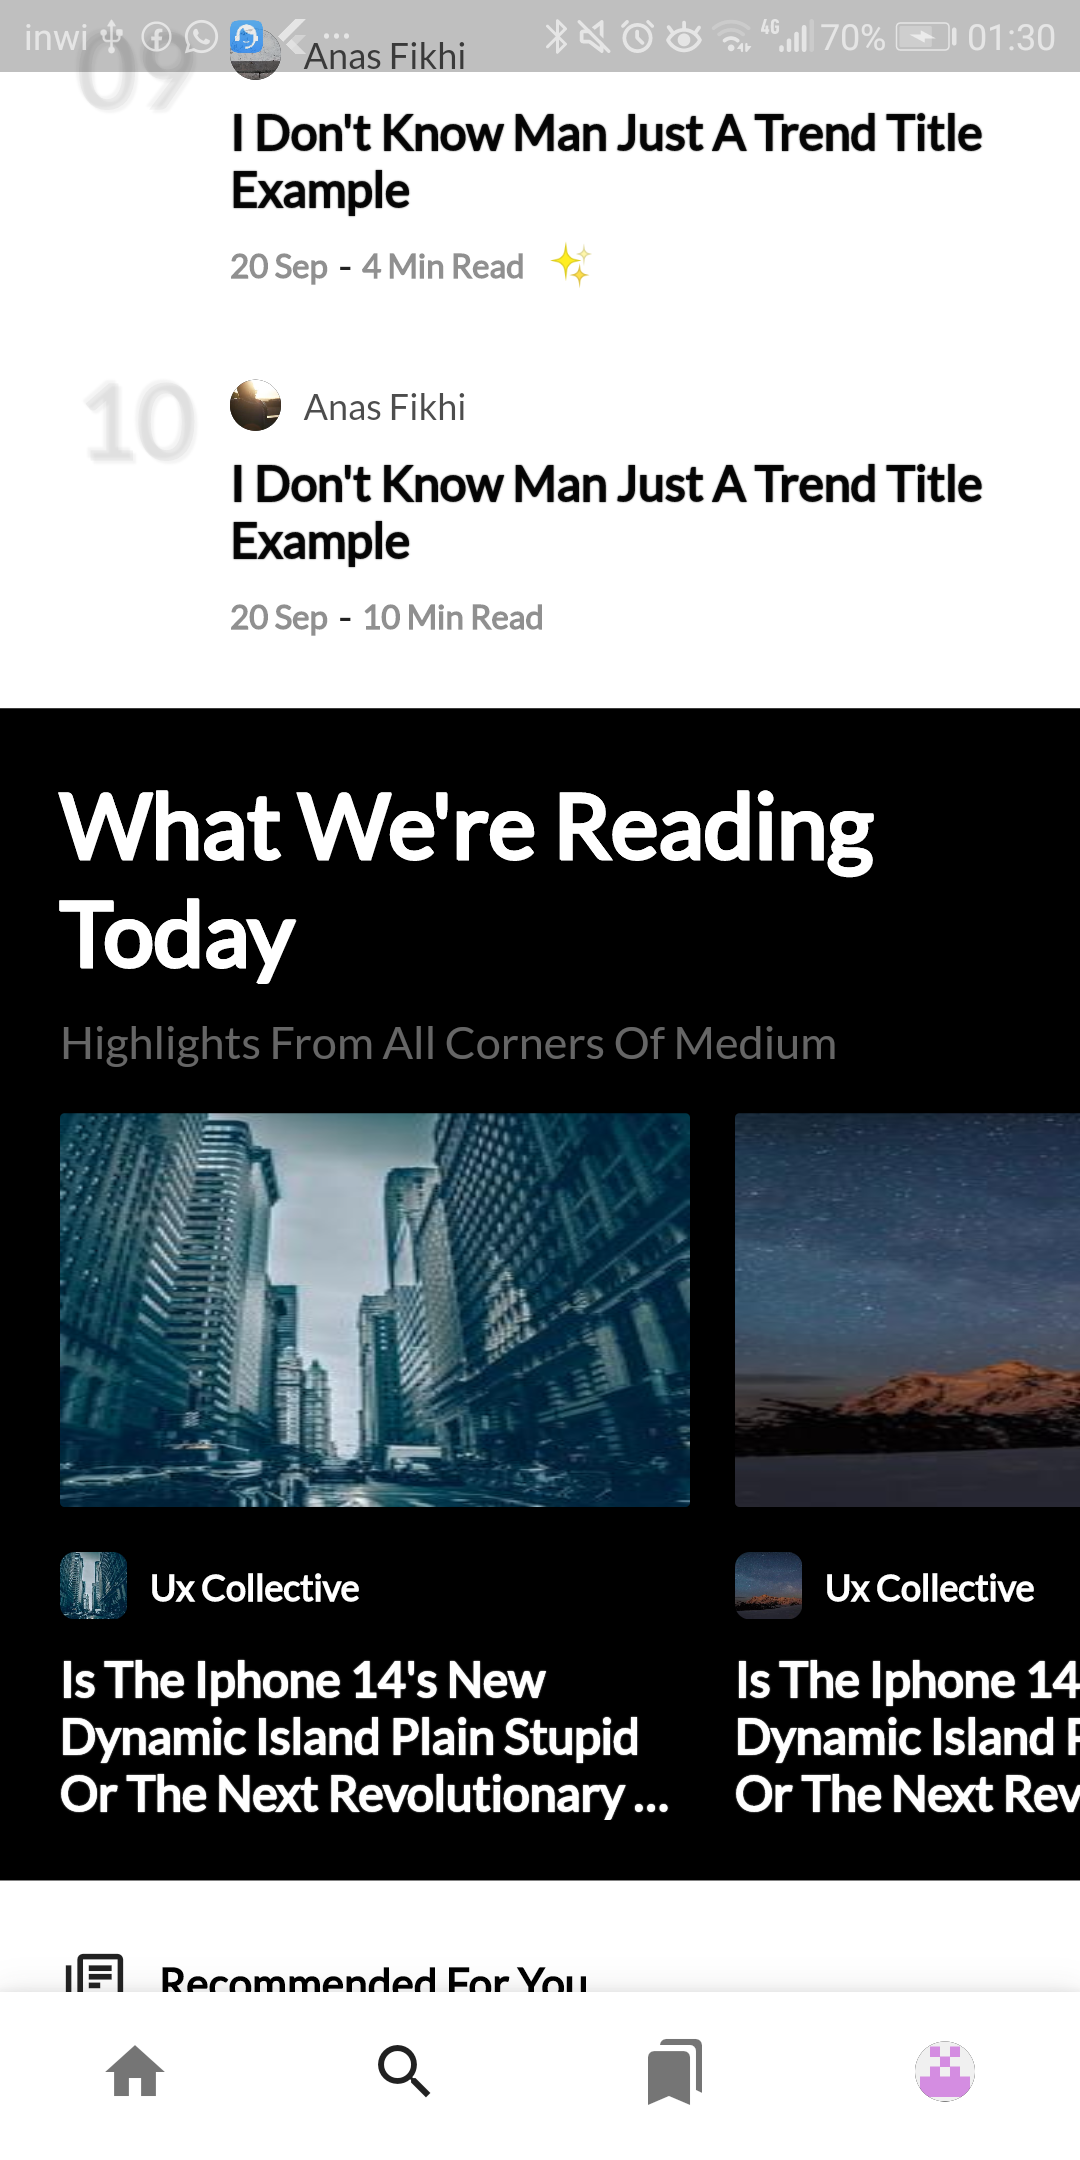 inwi 4G 70% 01:30
09 Anas Fikhi
I Don't Know Man Just A Trend Title
Example
20 Sep - 4 Min Read
10 Anas Fikhi
I Don't Know Man Just A Trend Title
Example
20 Sep - 10 Min Read
What We're Reading
Today
Highlights From All Corners Of Medium
Ux Collective
Is The Iphone 14's New
Dynamic Island Plain Stupid
Or The Next Revolutionary ...
Ux Collective
Is The Iphone 14
Dynamic Island P
Or The Next Rev
Recommended For You